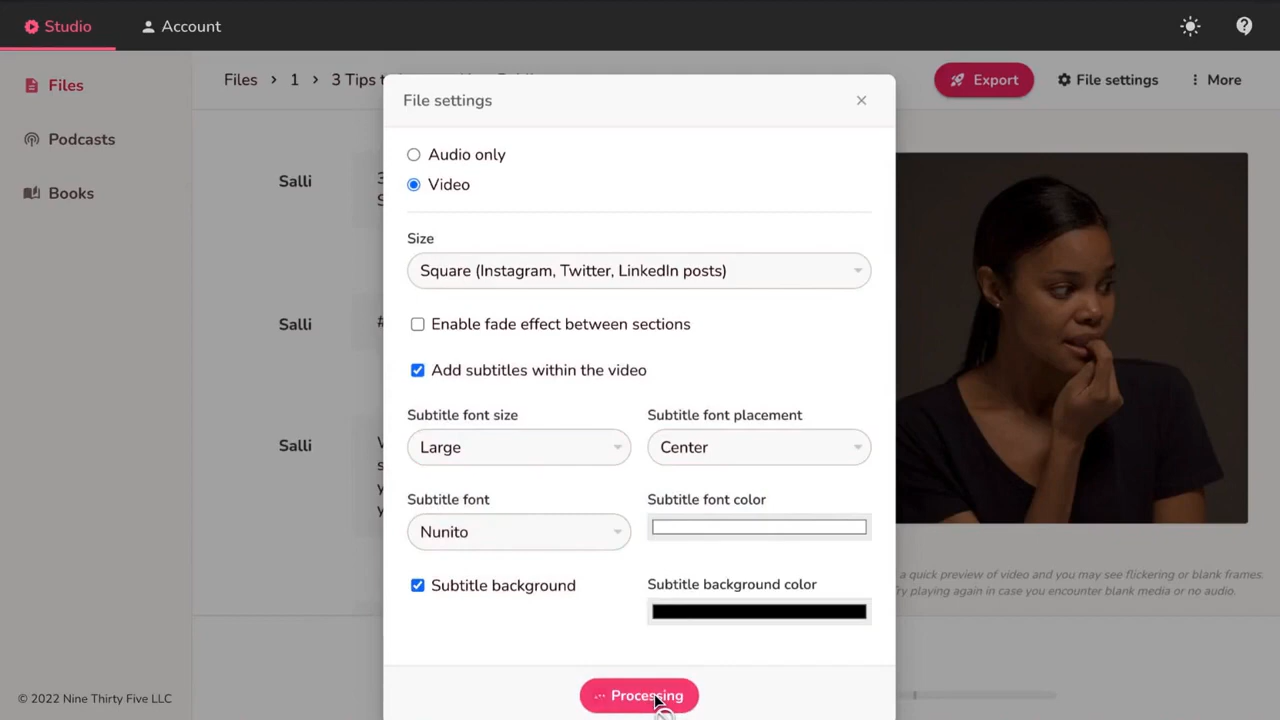 Studio
Account
Files
Podcasts
Books
© 2022 Nine Thirty Five LLC
Files > 1 > 3 Tips t
Export
File settings
More
Salli
3
S
Salli
#
Salli
W
s
y
y
File settings
Audio only
Video
Size
Square (Instagram, Twitter, LinkedIn posts)
Enable fade effect between sections
Add subtitles within the video
Subtitle font size
Subtitle font placement
Large
Center
Subtitle font
Subtitle font color
Nunito
Subtitle background
Subtitle background color
Processing
a quick preview of video and you may see flickering or blank frames.
Try playing again in case you encounter blank media or no audio.